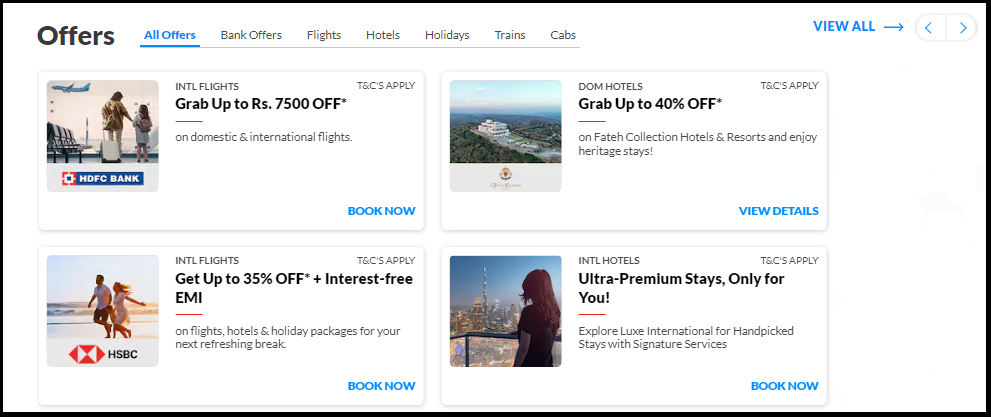 Offers
All Offers
Bank Offers
Flights
Hotels
Holidays
Trains
Cabs
VIEW ALL
INTL FLIGHTS
T&C'S APPLY
Grab Up to Rs. 7500 OFF*
on domestic & international flights.
HDFC BANK
BOOK NOW
DOM HOTELS
T&C'S APPLY
Grab Up to 40% OFF*
on Fateh Collection Hotels & Resorts and enjoy
heritage stays!
VIEW DETAILS
INTL FLIGHTS
T&C'S APPLY
Get Up to 35% OFF* + Interest-free
EMI
on flights, hotels & holiday packages for your
next refreshing break.
HSBC
BOOK NOW
INTL HOTELS
T&C'S APPLY
Ultra-Premium Stays, Only for
You!
Explore Luxe International for Handpicked
Stays with Signature Services
BOOK NOW